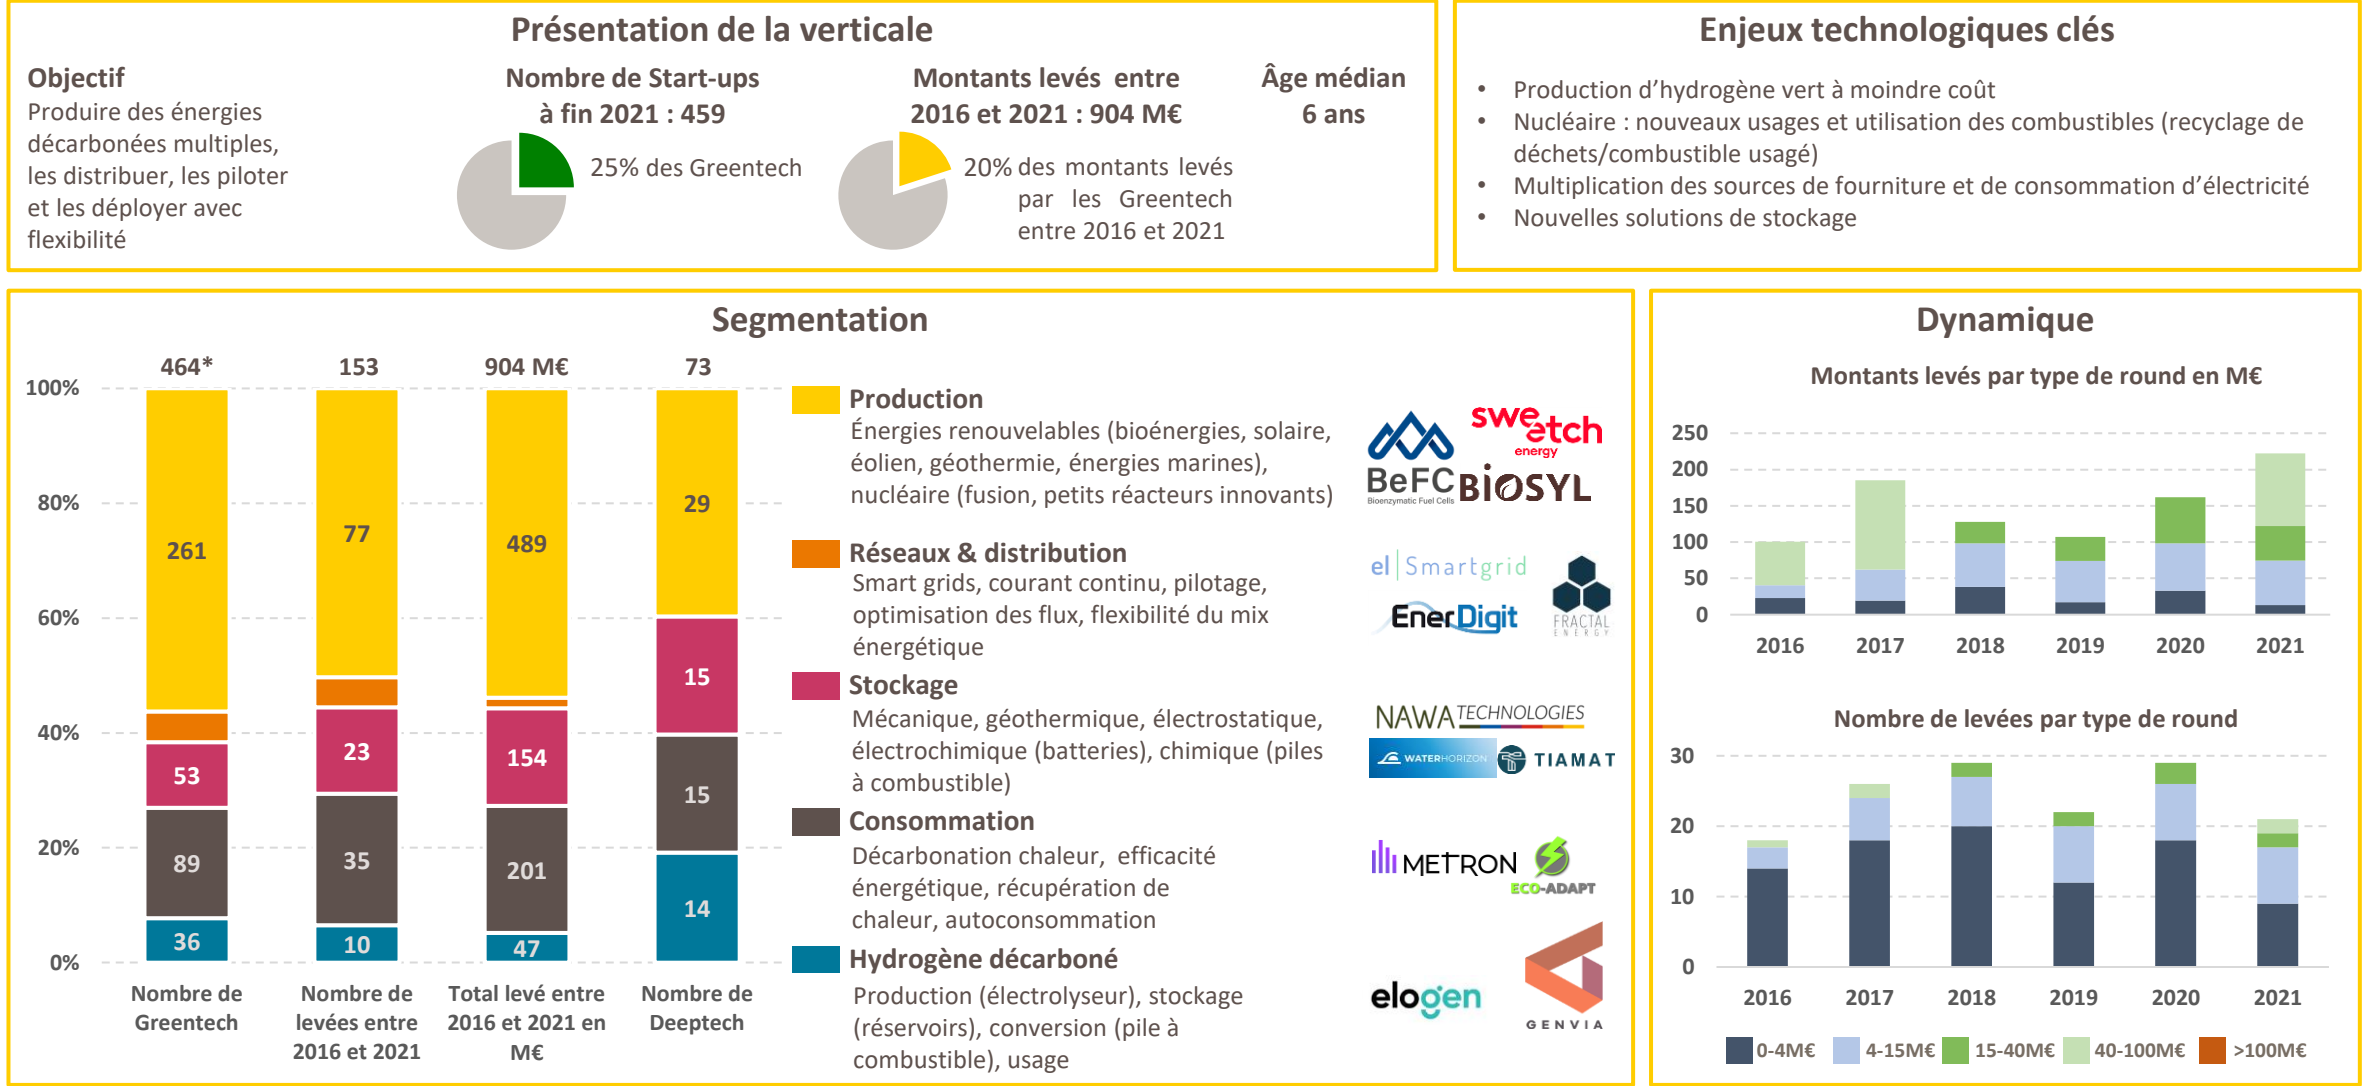 Présentation de la verticale
Objectif
Produire des énergies
décarbonées multiples,
les distribuer, les piloter
et les déployer avec
flexibilité
Nombre de Start-ups
à fin 2021 : 459
25% des Greentech
Montants levés entre
2016 et 2021 : 904 M€
20% des montants levés
par les Greentech
entre 2016 et 2021
Âge médian
6 ans
Enjeux technologiques clés
• Production d’hydrogène vert à moindre coût
• Nucléaire : nouveaux usages et utilisation des combustibles (recyclage de
déchets/combustible usagé)
• Multiplication des sources de fourniture et de consommation d’électricité
• Nouvelles solutions de stockage
Segmentation
464* 153 904 M€ 73
100%
80%
60%
40%
20%
0%
261
53
89
36
77
23
35
10
489
154
201
47
29
15
15
14
Nombre de
Greentech
Nombre de
levées entre
2016 et 2021
Total levé entre
2016 et 2021 en
M€
Nombre de
Deeptech
Production
Énergies renouvelables (bioénergies, solaire,
éolien, géothermie, énergies marines),
nucléaire (fusion, petits réacteurs innovants)
BeFC
Bioenzymatic Fuel Cells
sweetch
energy
BIOSYL
Réseaux & distribution
Smart grids, courant continu, pilotage,
optimisation des flux, flexibilité du mix
énergétique
el|Smartgrid
EnerDigit
FRACTAL
ENERGY
Stockage
Mécanique, géothermique, électrostatique,
électrochimique (batteries), chimique (piles
à combustible)
NAWA TECHNOLOGIES
WATERHORIZON
TIAMAT
Consommation
Décarbonation chaleur, efficacité
énergétique, récupération de
chaleur, autoconsommation
METRON
ECO-ADAPT
Hydrogène décarboné
Production (électrolyseur), stockage
(réservoirs), conversion (pile à
combustible), usage
elogen
GENVIA
Dynamique
Montants levés par type de round en M€
250
200
150
100
50
0
2016 2017 2018 2019 2020 2021
Nombre de levées par type de round
30
20
10
0
2016 2017 2018 2019 2020 2021
0-4M€ 4-15M€ 15-40M€ 40-100M€ >100M€